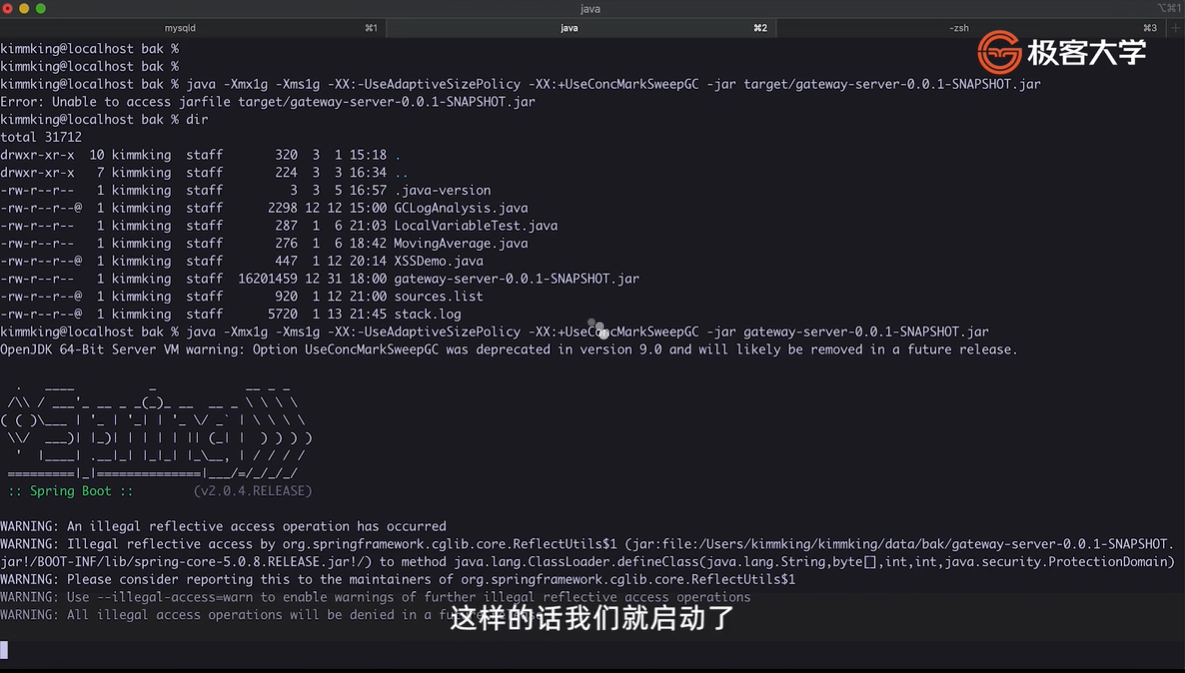 java
⌥⌘1
mysqld ⌘1 java ⌘2 -zsh ⌘3 +
极客大学
kimmking@localhost bak %
kimmking@localhost bak %
kimmking@localhost bak % java -Xmx1g -Xms1g -XX:-UseAdaptiveSizePolicy -XX:+UseConcMarkSweepGC -jar target/gateway-server-0.0.1-SNAPSHOT.jar
Error: Unable to access jarfile target/gateway-server-0.0.1-SNAPSHOT.jar
kimmking@localhost bak % dir
total 31712
drwxr-xr-x  10 kimmking  staff       320  3  1 15:18 .
drwxr-xr-x   7 kimmking  staff       224  3  3 16:34 ..
-rw-r--r--   1 kimmking  staff         3  3  5 16:57 .java-version
-rw-r--r--@  1 kimmking  staff      2298 12 12 15:00 GCLogAnalysis.java
-rw-r--r--   1 kimmking  staff       287  1  6 21:03 LocalVariableTest.java
-rw-r--r--   1 kimmking  staff       276  1  6 18:42 MovingAverage.java
-rw-r--r--@  1 kimmking  staff       447  1 12 20:14 XSSDemo.java
-rw-r--r--   1 kimmking  staff  16201459 12 31 18:00 gateway-server-0.0.1-SNAPSHOT.jar
-rw-r--r--@  1 kimmking  staff       920  1 12 21:00 sources.list
-rw-r--r--@  1 kimmking  staff      5720  1 13 21:45 stack.log
kimmking@localhost bak % java -Xmx1g -Xms1g -XX:-UseAdaptiveSizePolicy -XX:+UseConcMarkSweepGC -jar gateway-server-0.0.1-SNAPSHOT.jar
OpenJDK 64-Bit Server VM warning: Option UseConcMarkSweepGC was deprecated in version 9.0 and will likely be removed in a future release.
:: Spring Boot ::        (v2.0.4.RELEASE)
WARNING: An illegal reflective access operation has occurred
WARNING: Illegal reflective access by org.springframework.cglib.core.ReflectUtils$1 (jar:file:/Users/kimmking/kimmking/data/bak/gateway-server-0.0.1-SNAPSHOT.
jar!/BOOT-INF/lib/spring-core-5.0.8.RELEASE.jar!/) to method java.lang.ClassLoader.defineClass(java.lang.String,byte[],int,int,java.security.ProtectionDomain)
WARNING: Please consider reporting this to the maintainers of org.springframework.cglib.core.ReflectUtils$1
WARNING: Use --illegal-access=warn to enable warnings of further illegal reflective access operations
WARNING: All illegal access operations will be denied in a
这样的话我们就启动了